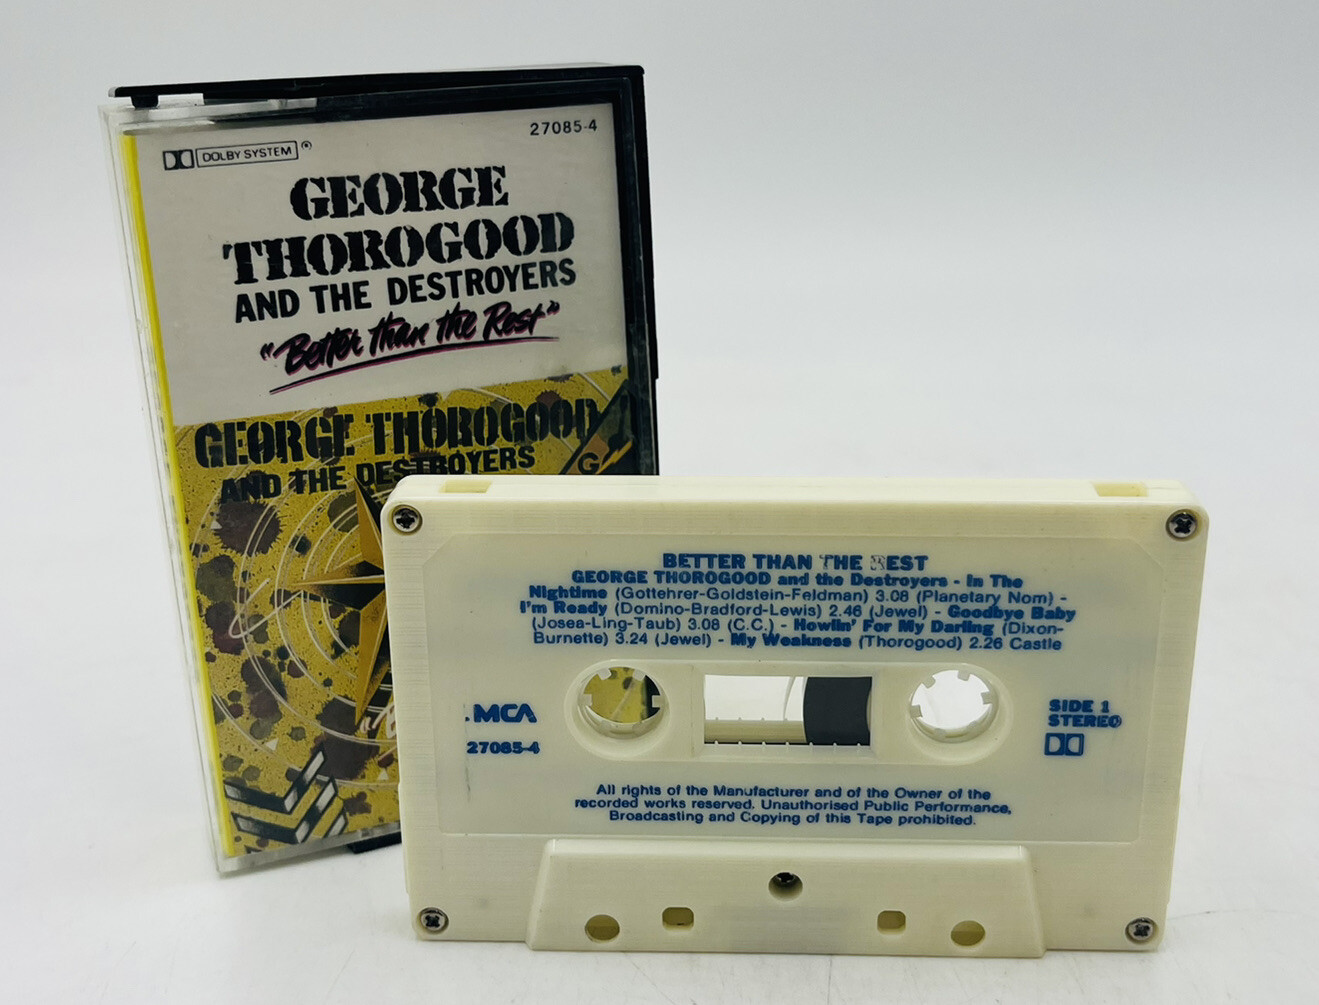 27085-4
DOLBY SYSTEM ®
GEORGE
THOROGOOD
AND THE DESTROYERS
"Better than the Rest"
GEORGE THOROGOOD
AND THE DESTROYERS
G
BETTER THAN THE REST
GEORGE THOROGOOD and the Destroyers - In The
Nightime (Gottehrer-Goldstein-Feldman) 3.08 (Planetary Nom) -
I'm Ready (Domino-Bradford-Lewis) 2.46 (Jewel) - Goodbye Baby
(Josea-Ling-Taub) 3.08 (C.C.) - Howlin' For My Darling (Dixon-
Burnette) 3.24 (Jewel) - My Weakness (Thorogood) 2.26 Castle
MCA
27085-4
SIDE 1
STEREO
All rights of the Manufacturer and of the Owner of the
recorded works reserved. Unauthorised Public Performance,
Broadcasting and Copying of this Tape prohibited.